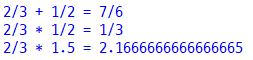 2/3 + 1/2 = 7/6
2/3 * 1/2 = 1/3
2/3 * 1.5 = 2.1666666666666665